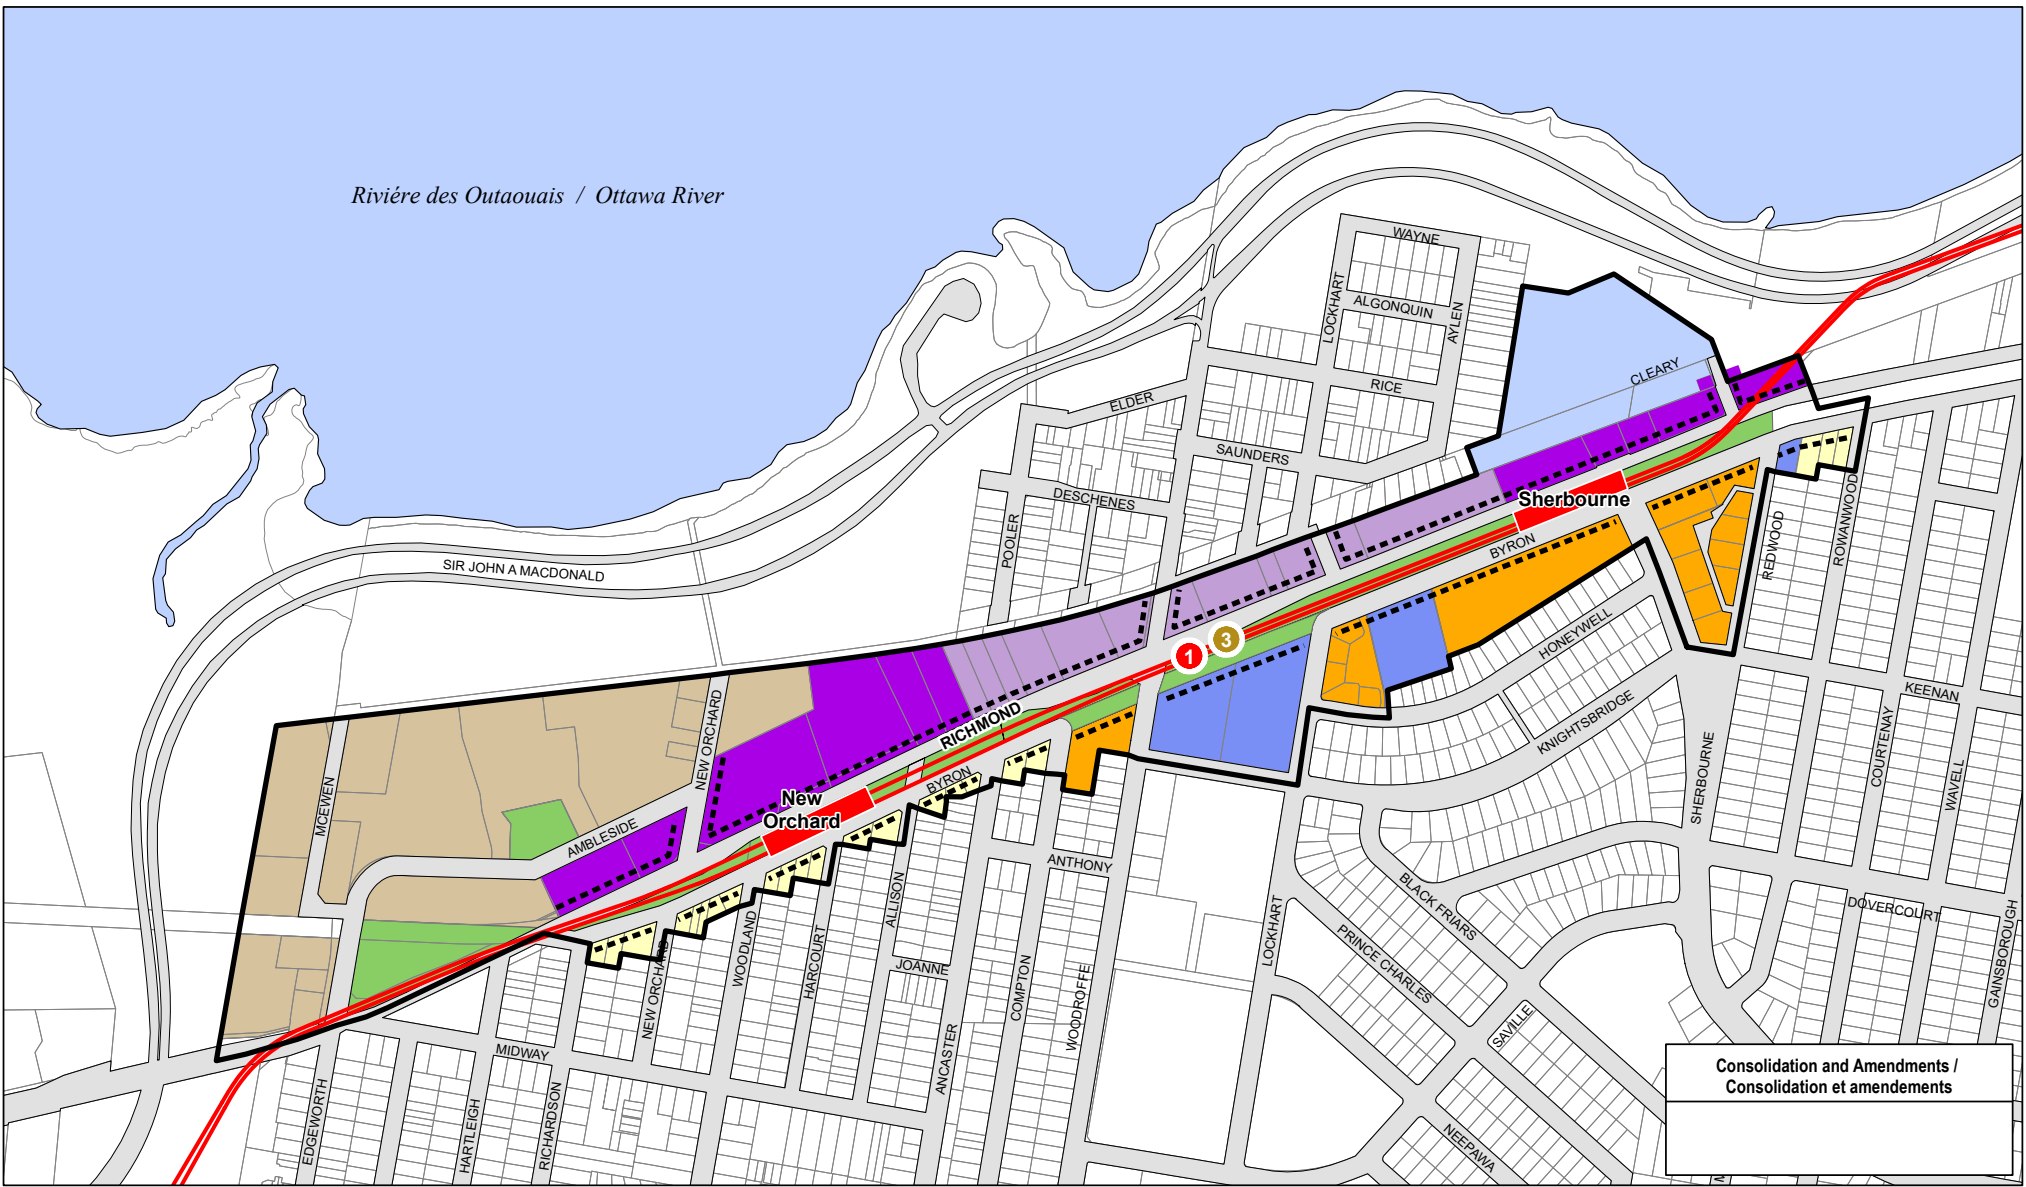 Riviére des Outaouais / Ottawa River
WAYNE
LOCKHART
ALGONQUIN
AYLEN
RICE
CLEARY
ELDER
SAUNDERS
DESCHENES
POOLER
SIR JOHN A MACDONALD
Sherbourne
BYRON
REDWOOD
ROWANWOOD
HONEYWELL
KNIGHTSBRIDGE
KEENAN
COURTENAY
WAVELL
SHERBOURNE
1
3
NEW ORCHARD
RICHMOND
BYRON
New
Orchard
MCEWEN
AMBLESIDE
ANTHONY
ALLISON
BLACK FRIARS
DOVERCOURT
GAINSBOROUGH
LOCKHART
PRINCE CHARLES
WOODLAND
HARCOURT
JOANNE
NEW ORCHARD
COMPTON
WOODROFFE
ANCASTER
SAVILLE
MIDWAY
EDGEWORTH
HARTLEIGH
RICHARDSON
NEEPAWA
Consolidation and Amendments /
Consolidation et amendements